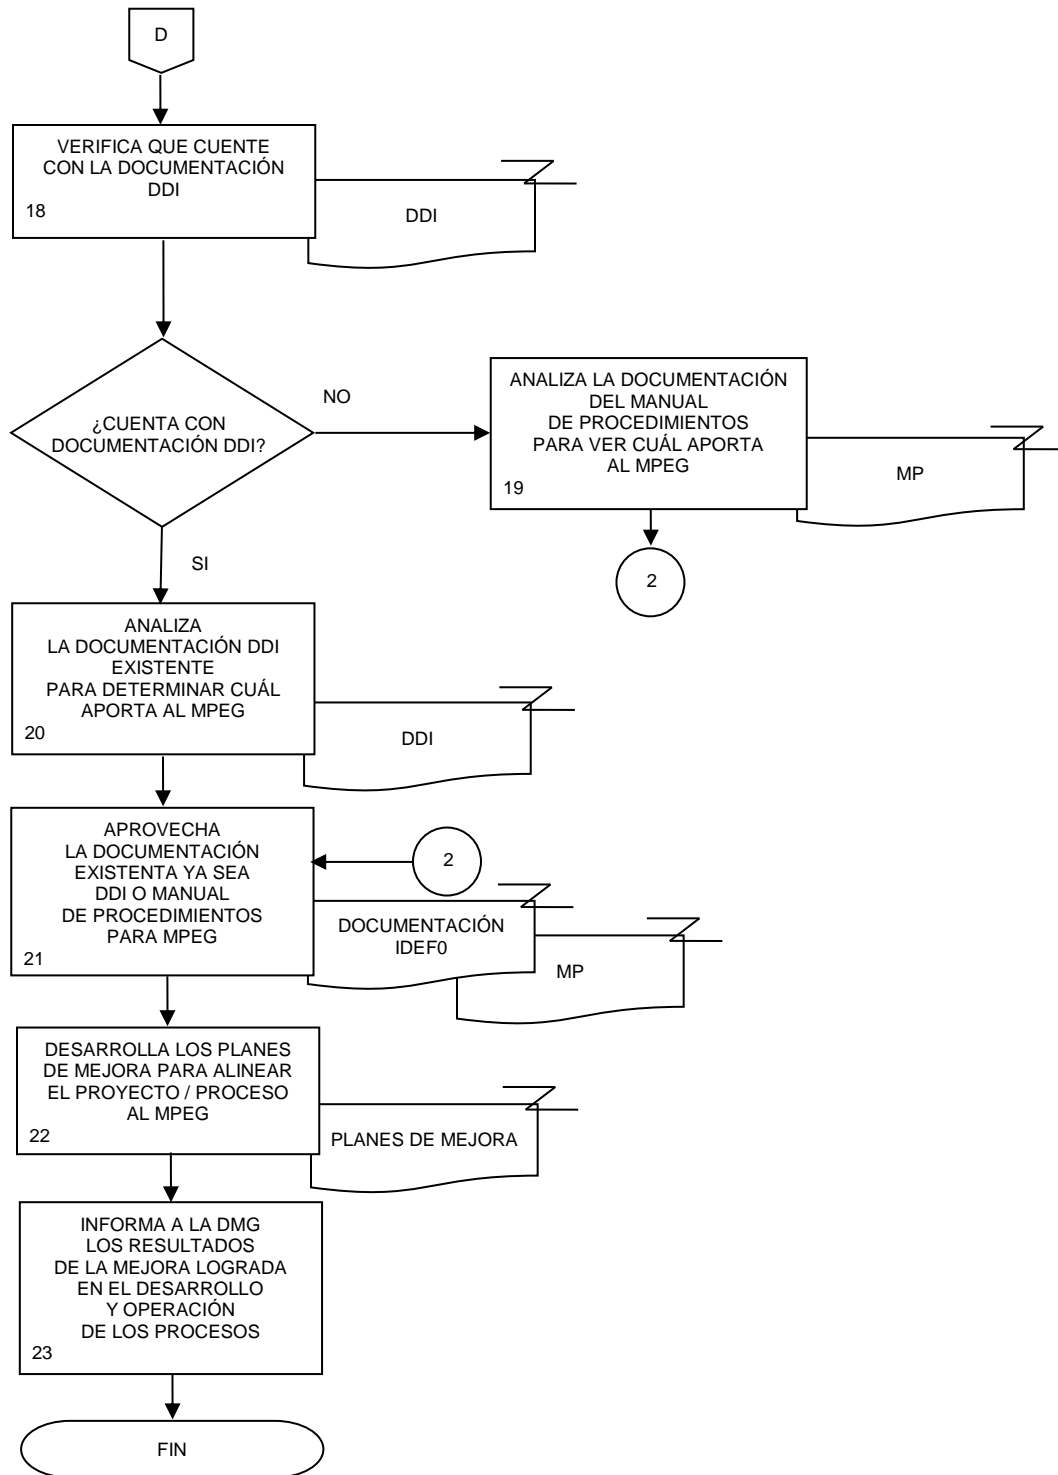 D
VERIFICA QUE CUENTE
CON LA DOCUMENTACIÓN
DDI
18
DDI
¿CUENTA CON
DOCUMENTACIÓN DDI?
NO
ANALIZA LA DOCUMENTACIÓN
DEL MANUAL
DE PROCEDIMIENTOS
PARA VER CUÁL APORTA
AL MPEG
19
MP
2
SI
ANALIZA
LA DOCUMENTACIÓN DDI
EXISTENTE
PARA DETERMINAR CUÁL
APORTA AL MPEG
20
DDI
APROVECHA
LA DOCUMENTACIÓN
EXISTENTA YA SEA
DDI O MANUAL
DE PROCEDIMIENTOS
PARA MPEG
21
2
DOCUMENTACIÓN
IDEF0
MP
DESARROLLA LOS PLANES
DE MEJORA PARA ALINEAR
EL PROYECTO / PROCESO
AL MPEG
22
PLANES DE MEJORA
INFORMA A LA DMG
LOS RESULTADOS
DE LA MEJORA LOGRADA
EN EL DESARROLLO
Y OPERACIÓN
DE LOS PROCESOS
23
FIN